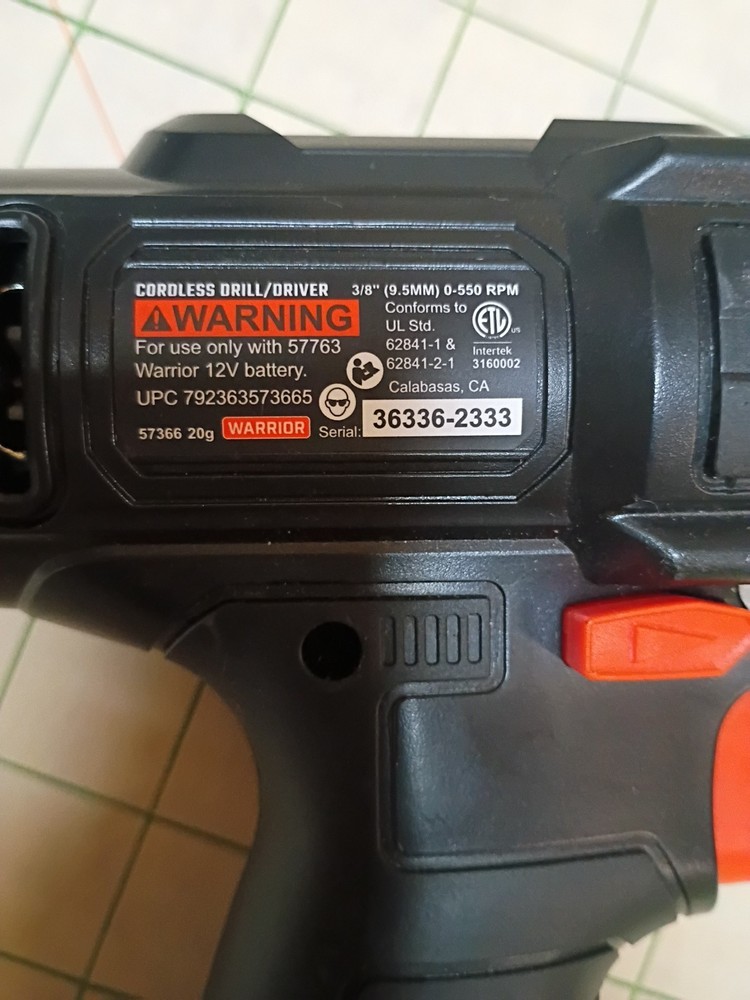 CORDLESS DRILL/DRIVER 3/8" (9.5MM) 0-550 RPM
⚠WARNING
For use only with 57763
Warrior 12V battery.
UPC 792363573665
57366 20g WARRIOR
Conforms to
UL Std.
62841-1 &
62841-2-1
ETL us
Intertek
3160002
Calabasas, CA
Serial: 36336-2333